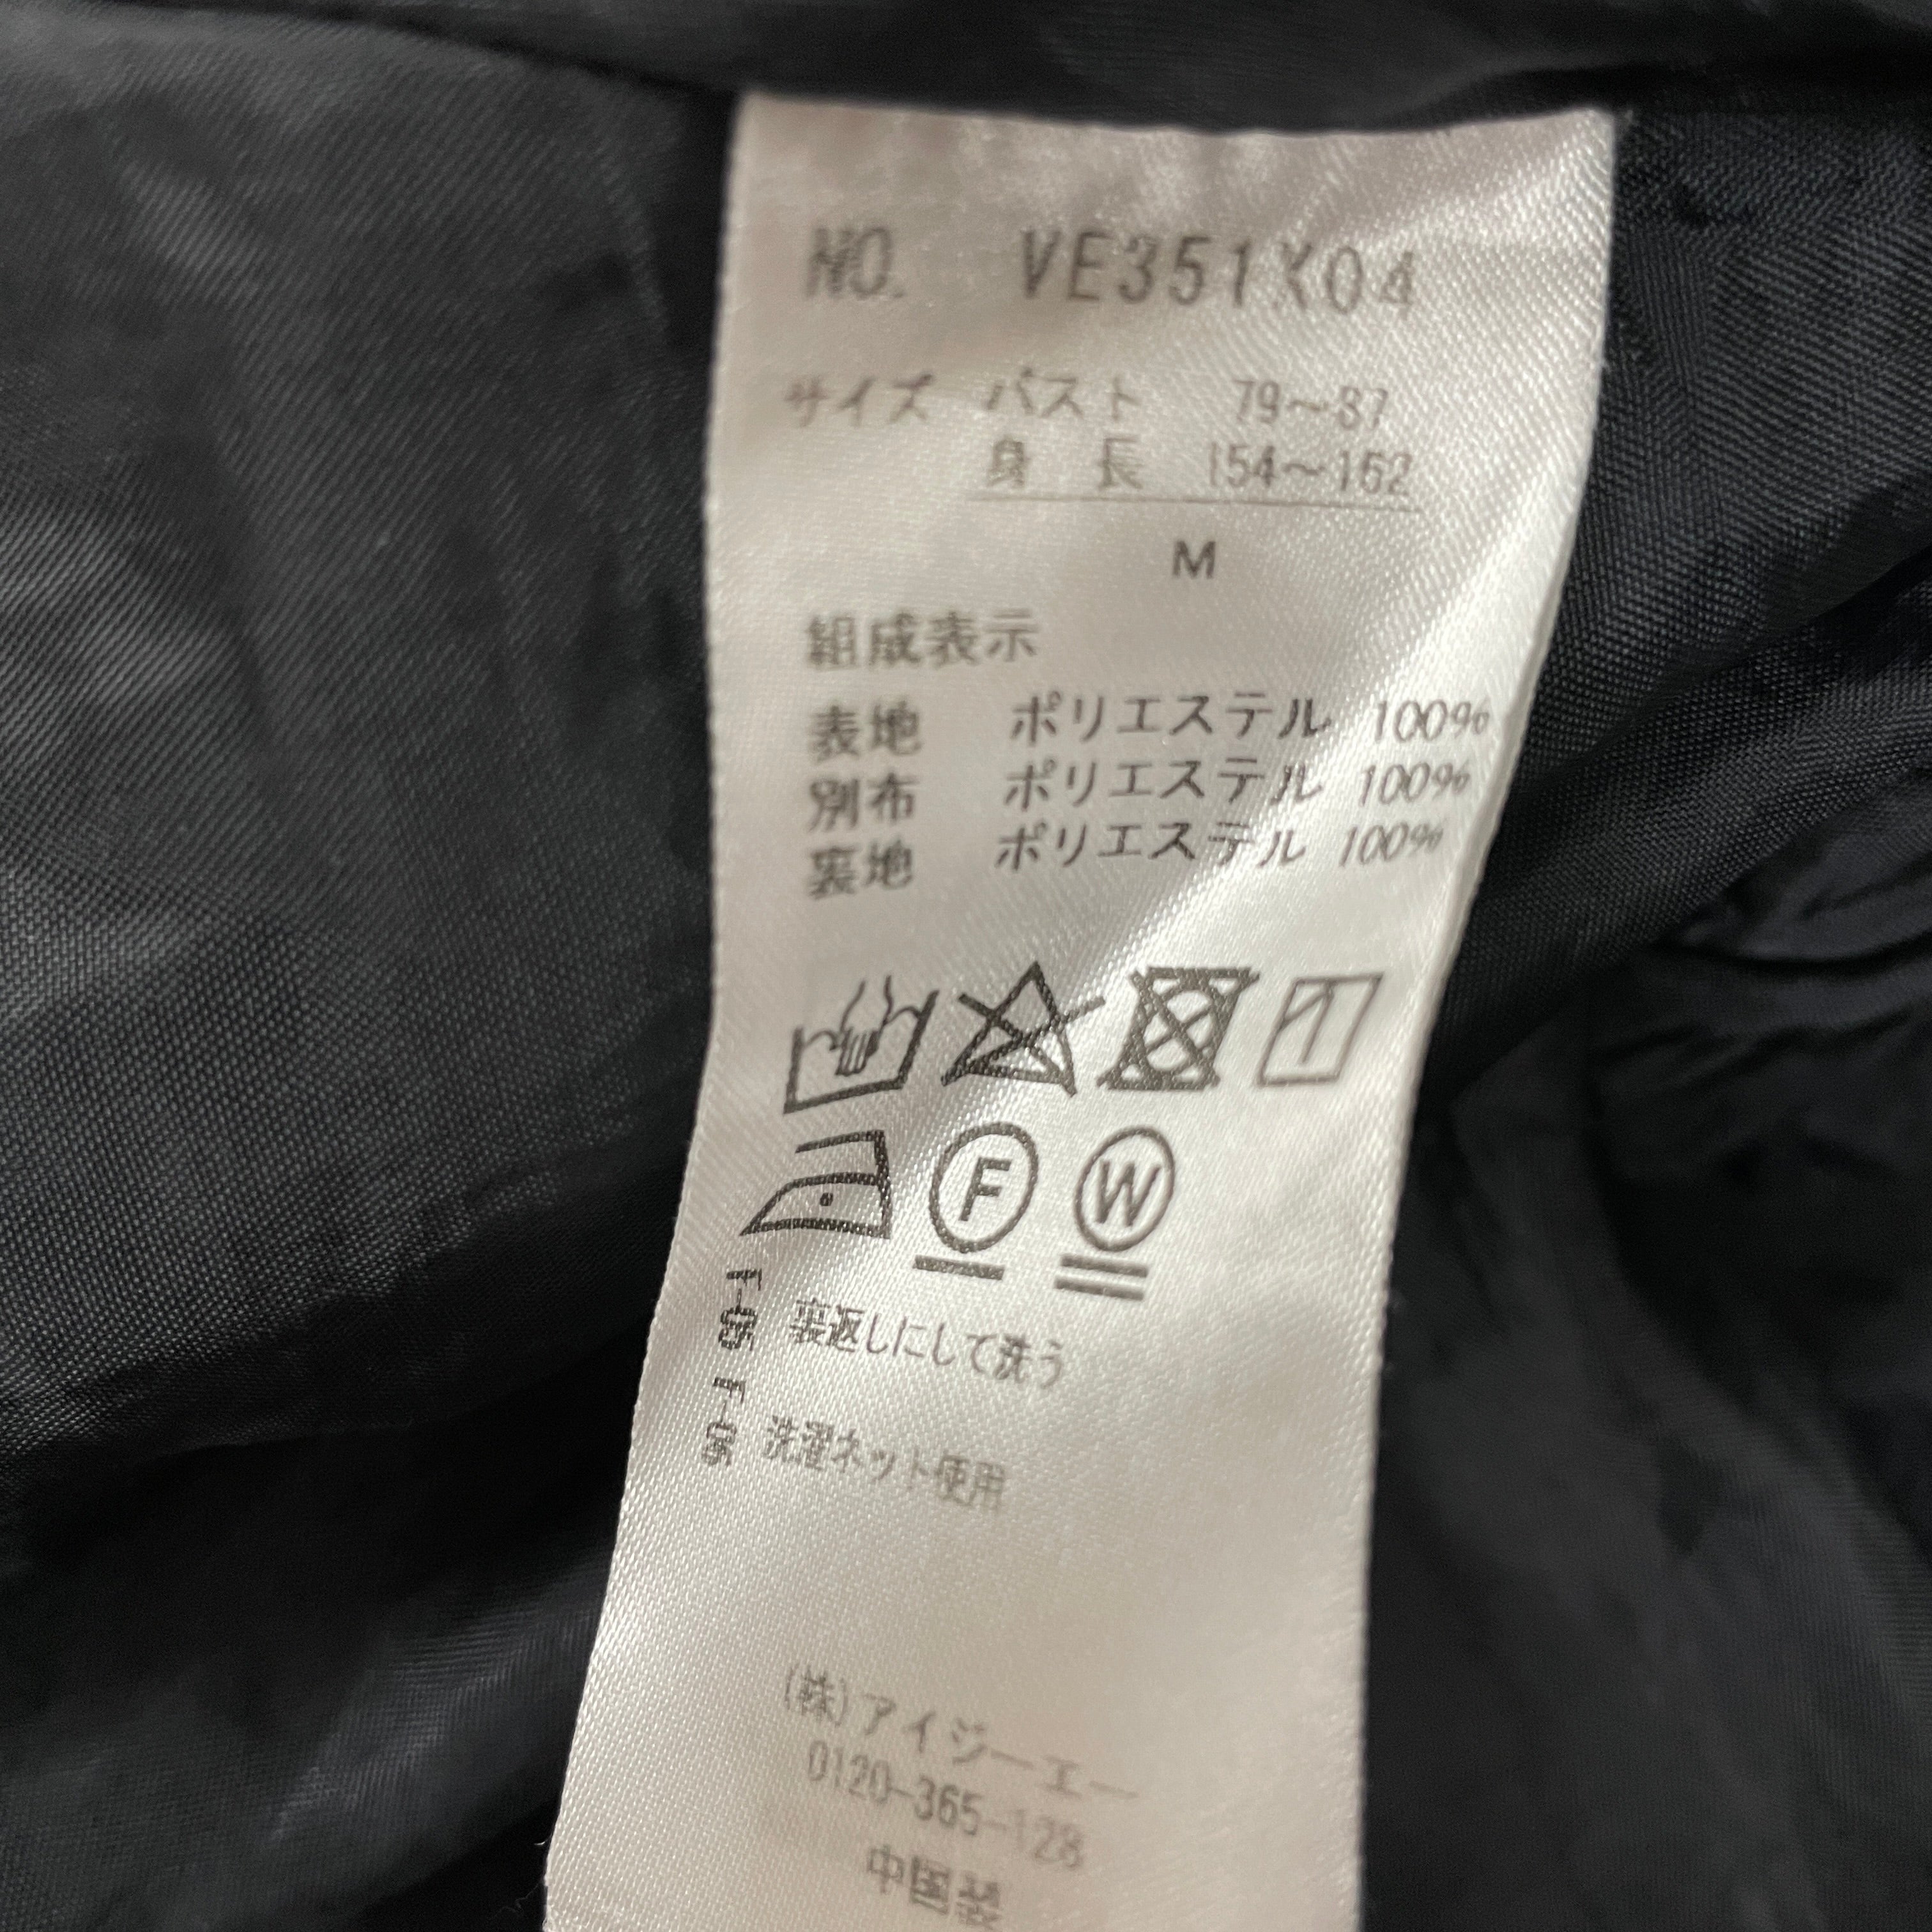 NO. VE351X04
サイズ バスト 79～87
身 長 154～162
M
組成表示
表地 ポリエステル 100%
別布 ポリエステル 100%
裏地 ポリエステル 100%
F W
F-05 裏返しにして洗う
F-06 洗濯ネット使用
(株)アイジーエー
0120-365-128
中国製